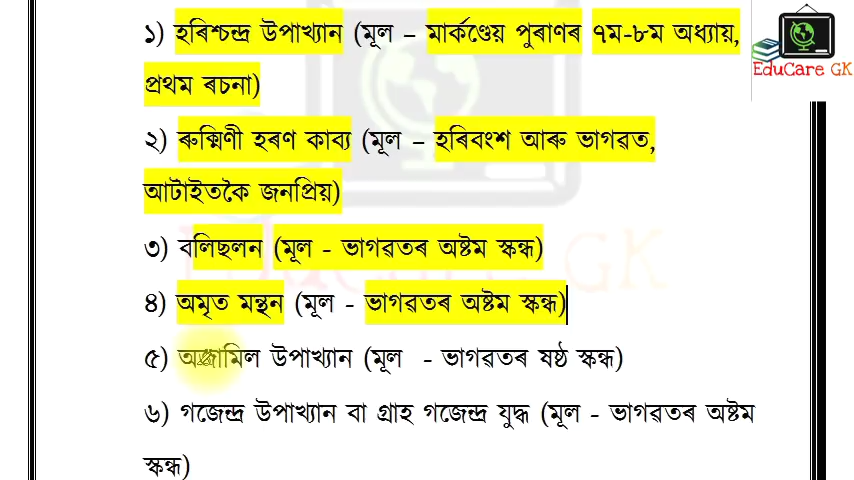 ১) হৰিশ্চন্দ্ৰ উপাখ্যান (মূল – মাৰ্কণ্ডেয় পুৰাণৰ ৭ম-৮ম অধ্যায়,
প্ৰথম ৰচনা)
২) ৰুক্মিণী হৰণ কাব্য (মূল – হৰিবংশ আৰু ভাগৱত,
আটাইতকৈ জনপ্ৰিয়)
৩) বলিছলন (মূল - ভাগৱতৰ অষ্টম স্কন্ধ)
৪) অমৃত মন্থন (মূল - ভাগৱতৰ অষ্টম স্কন্ধ)
৫) অজামিল উপাখ্যান (মূল - ভাগৱতৰ ষষ্ঠ স্কন্ধ)
৬) গজেন্দ্ৰ উপাখ্যান বা গ্ৰাহ গজেন্দ্ৰ যুদ্ধ (মূল - ভাগৱতৰ অষ্টম
স্কন্ধ)
EduCare GK
EduCare GK